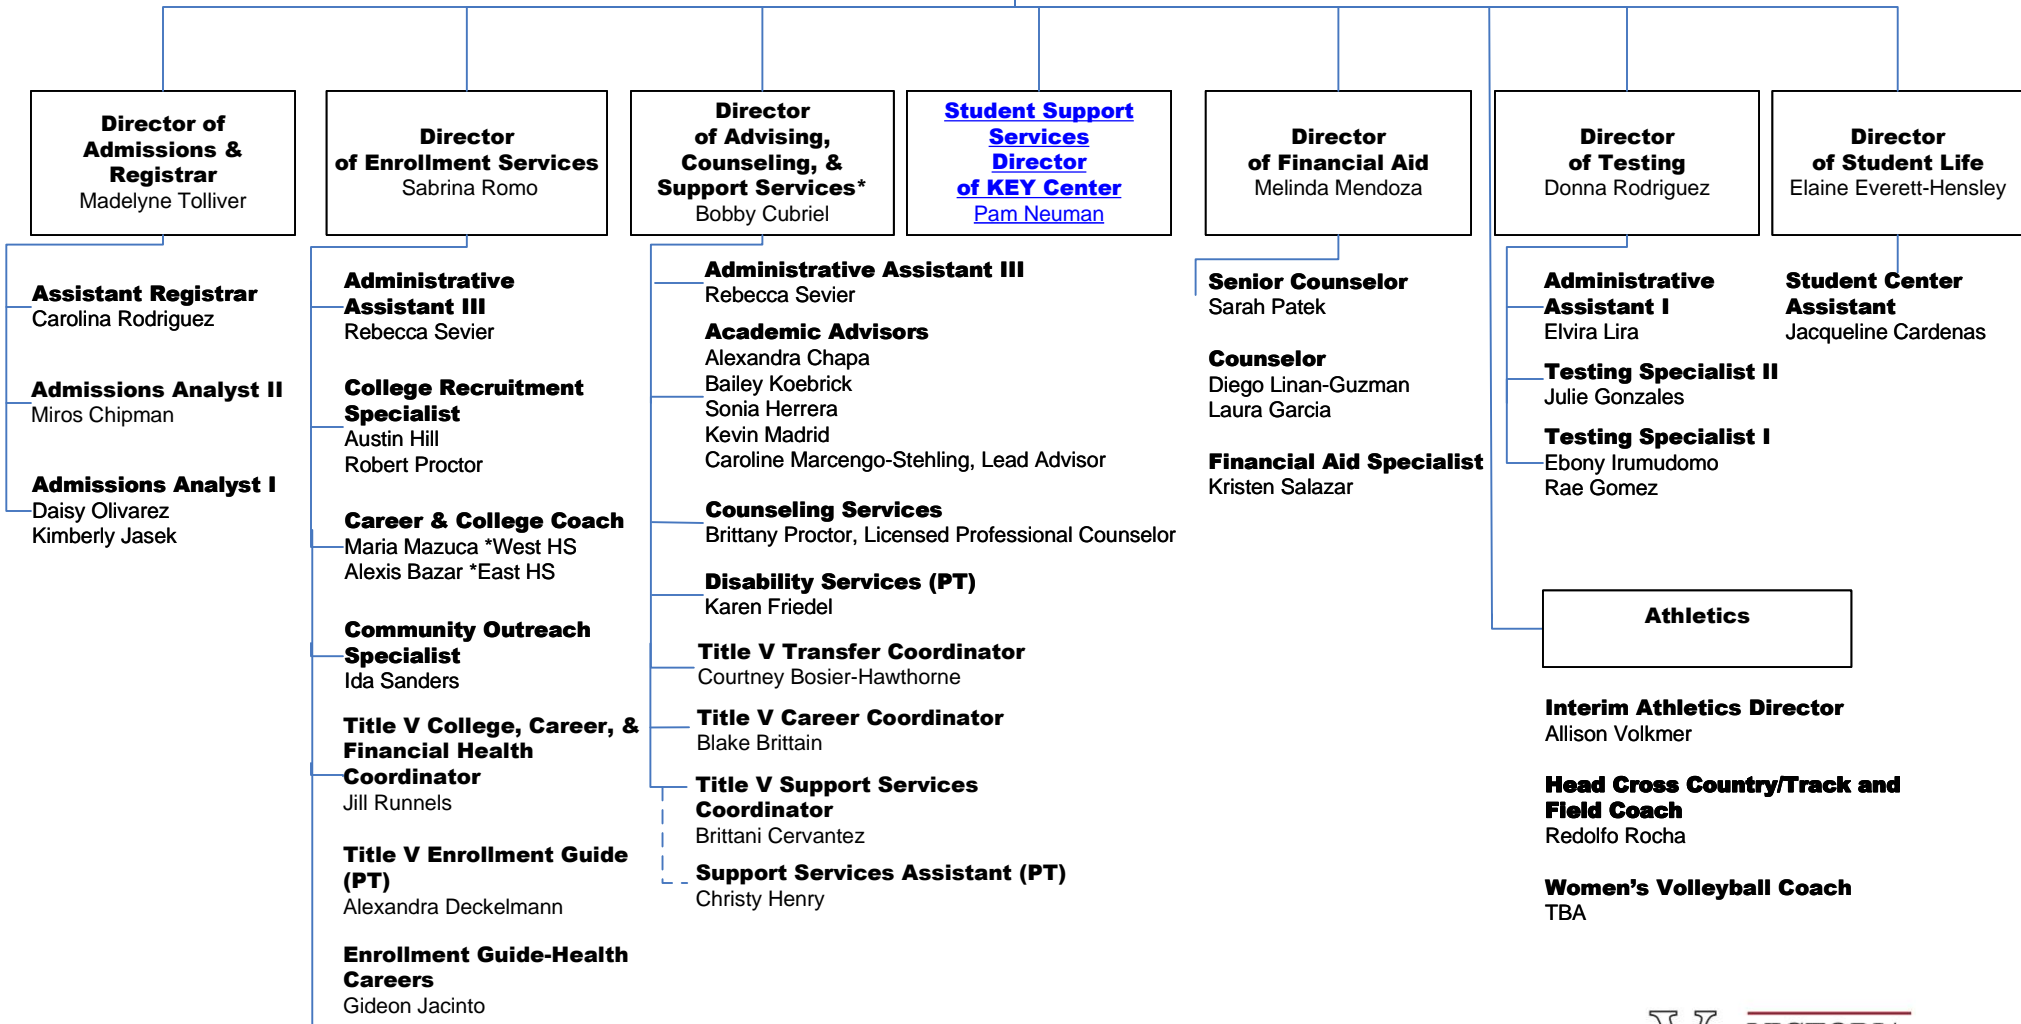 Director of
Admissions &
Registrar
Madelyne Tolliver
Director
of Enrollment Services
Sabrina Romo
Director
of Advising,
Counseling, &
Support Services*
Bobby Cubriel
Student Support
Services
Director
of KEY Center
Pam Neuman
Director
of Financial Aid
Melinda Mendoza
Director
of Testing
Donna Rodriguez
Director
of Student Life
Elaine Everett-Hensley
Assistant Registrar
Carolina Rodriguez
Admissions Analyst II
Miros Chipman
Admissions Analyst I
Daisy Olivarez
Kimberly Jasek
Administrative
Assistant III
Rebecca Sevier
College Recruitment
Specialist
Austin Hill
Robert Proctor
Career & College Coach
Maria Mazuca *West HS
Alexis Bazar *East HS
Community Outreach
Specialist
Ida Sanders
Title V College, Career, &
Financial Health
Coordinator
Jill Runnels
Title V Enrollment Guide
(PT)
Alexandra Deckelmann
Enrollment Guide-Health
Careers
Gideon Jacinto
Administrative Assistant III
Rebecca Sevier
Academic Advisors
Alexandra Chapa
Bailey Koebrick
Sonia Herrera
Kevin Madrid
Caroline Marcengo-Stehling, Lead Advisor
Counseling Services
Brittany Proctor, Licensed Professional Counselor
Disability Services (PT)
Karen Friedel
Title V Transfer Coordinator
Courtney Bosier-Hawthorne
Title V Career Coordinator
Blake Brittain
Title V Support Services
Coordinator
Brittani Cervantez
Support Services Assistant (PT)
Christy Henry
Senior Counselor
Sarah Patek
Counselor
Diego Linan-Guzman
Laura Garcia
Financial Aid Specialist
Kristen Salazar
Administrative
Assistant I
Elvira Lira
Testing Specialist II
Julie Gonzales
Testing Specialist I
Ebony Irumudomo
Rae Gomez
Student Center
Assistant
Jacqueline Cardenas
Athletics
Interim Athletics Director
Allison Volkmer
Head Cross Country/Track and
Field Coach
Redolfo Rocha
Women's Volleyball Coach
TBA